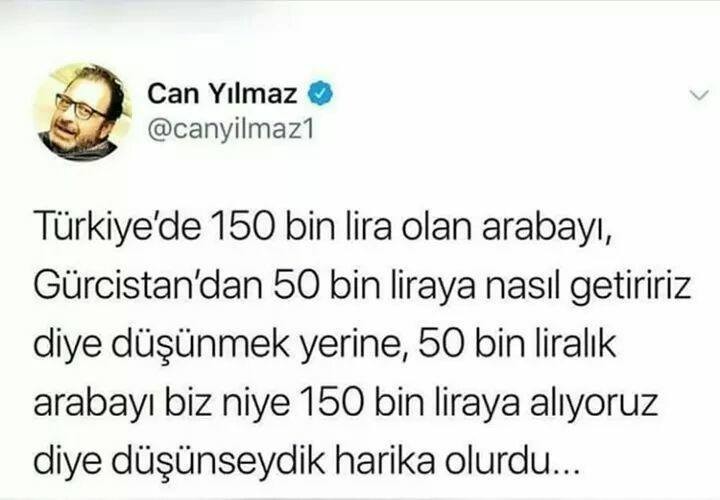 Can Yılmaz
@canyilmaz1
Türkiye'de 150 bin lira olan arabayı,
Gürcistan'dan 50 bin liraya nasıl getiririz
diye düşünmek yerine, 50 bin liralık
arabayı biz niye 150 bin liraya alıyoruz
diye düşünseydik harika olurdu...